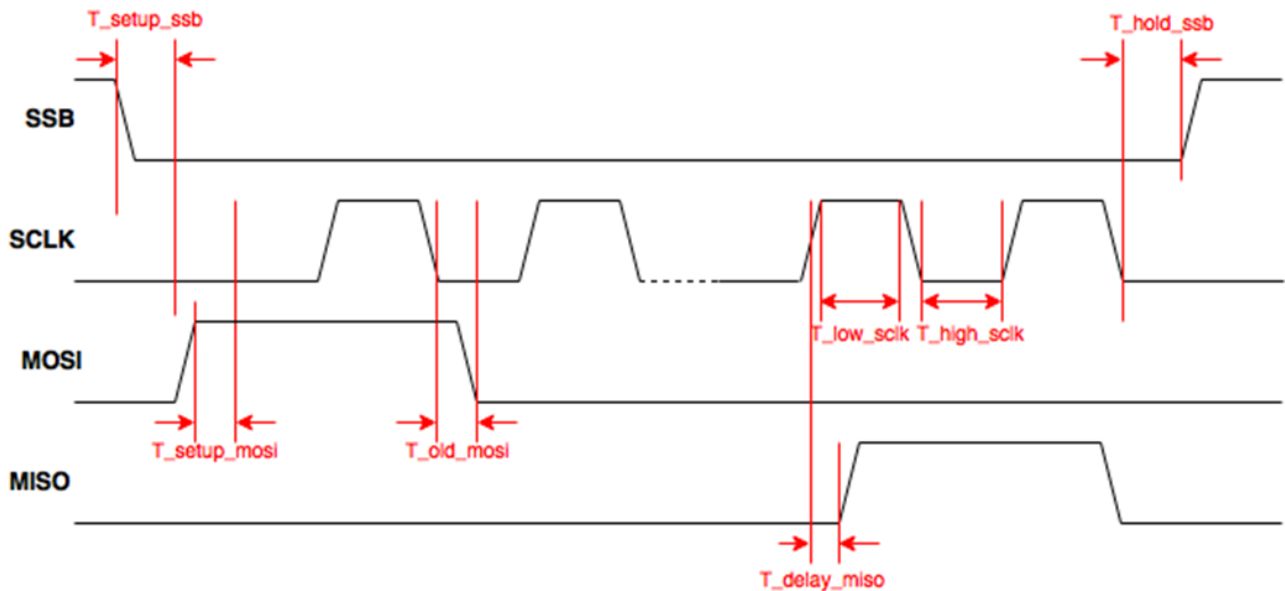 T_setup_ssb
T_hold_ssb
SSB
SCLK
T_low_sclk
T_high_sclk
MOSI
T_setup_mosi
T_old_mosi
MISO
T_delay_miso